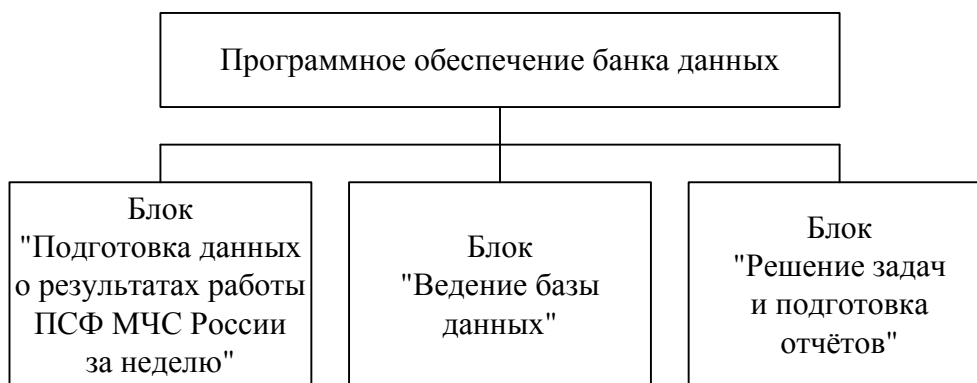 Программное обеспечение банка данных
Блок
"Подготовка данных
о результатах работы
ПСФ МЧС России
за неделю"
Блок
"Ведение базы
данных"
Блок
"Решение задач
и подготовка
отчётов"